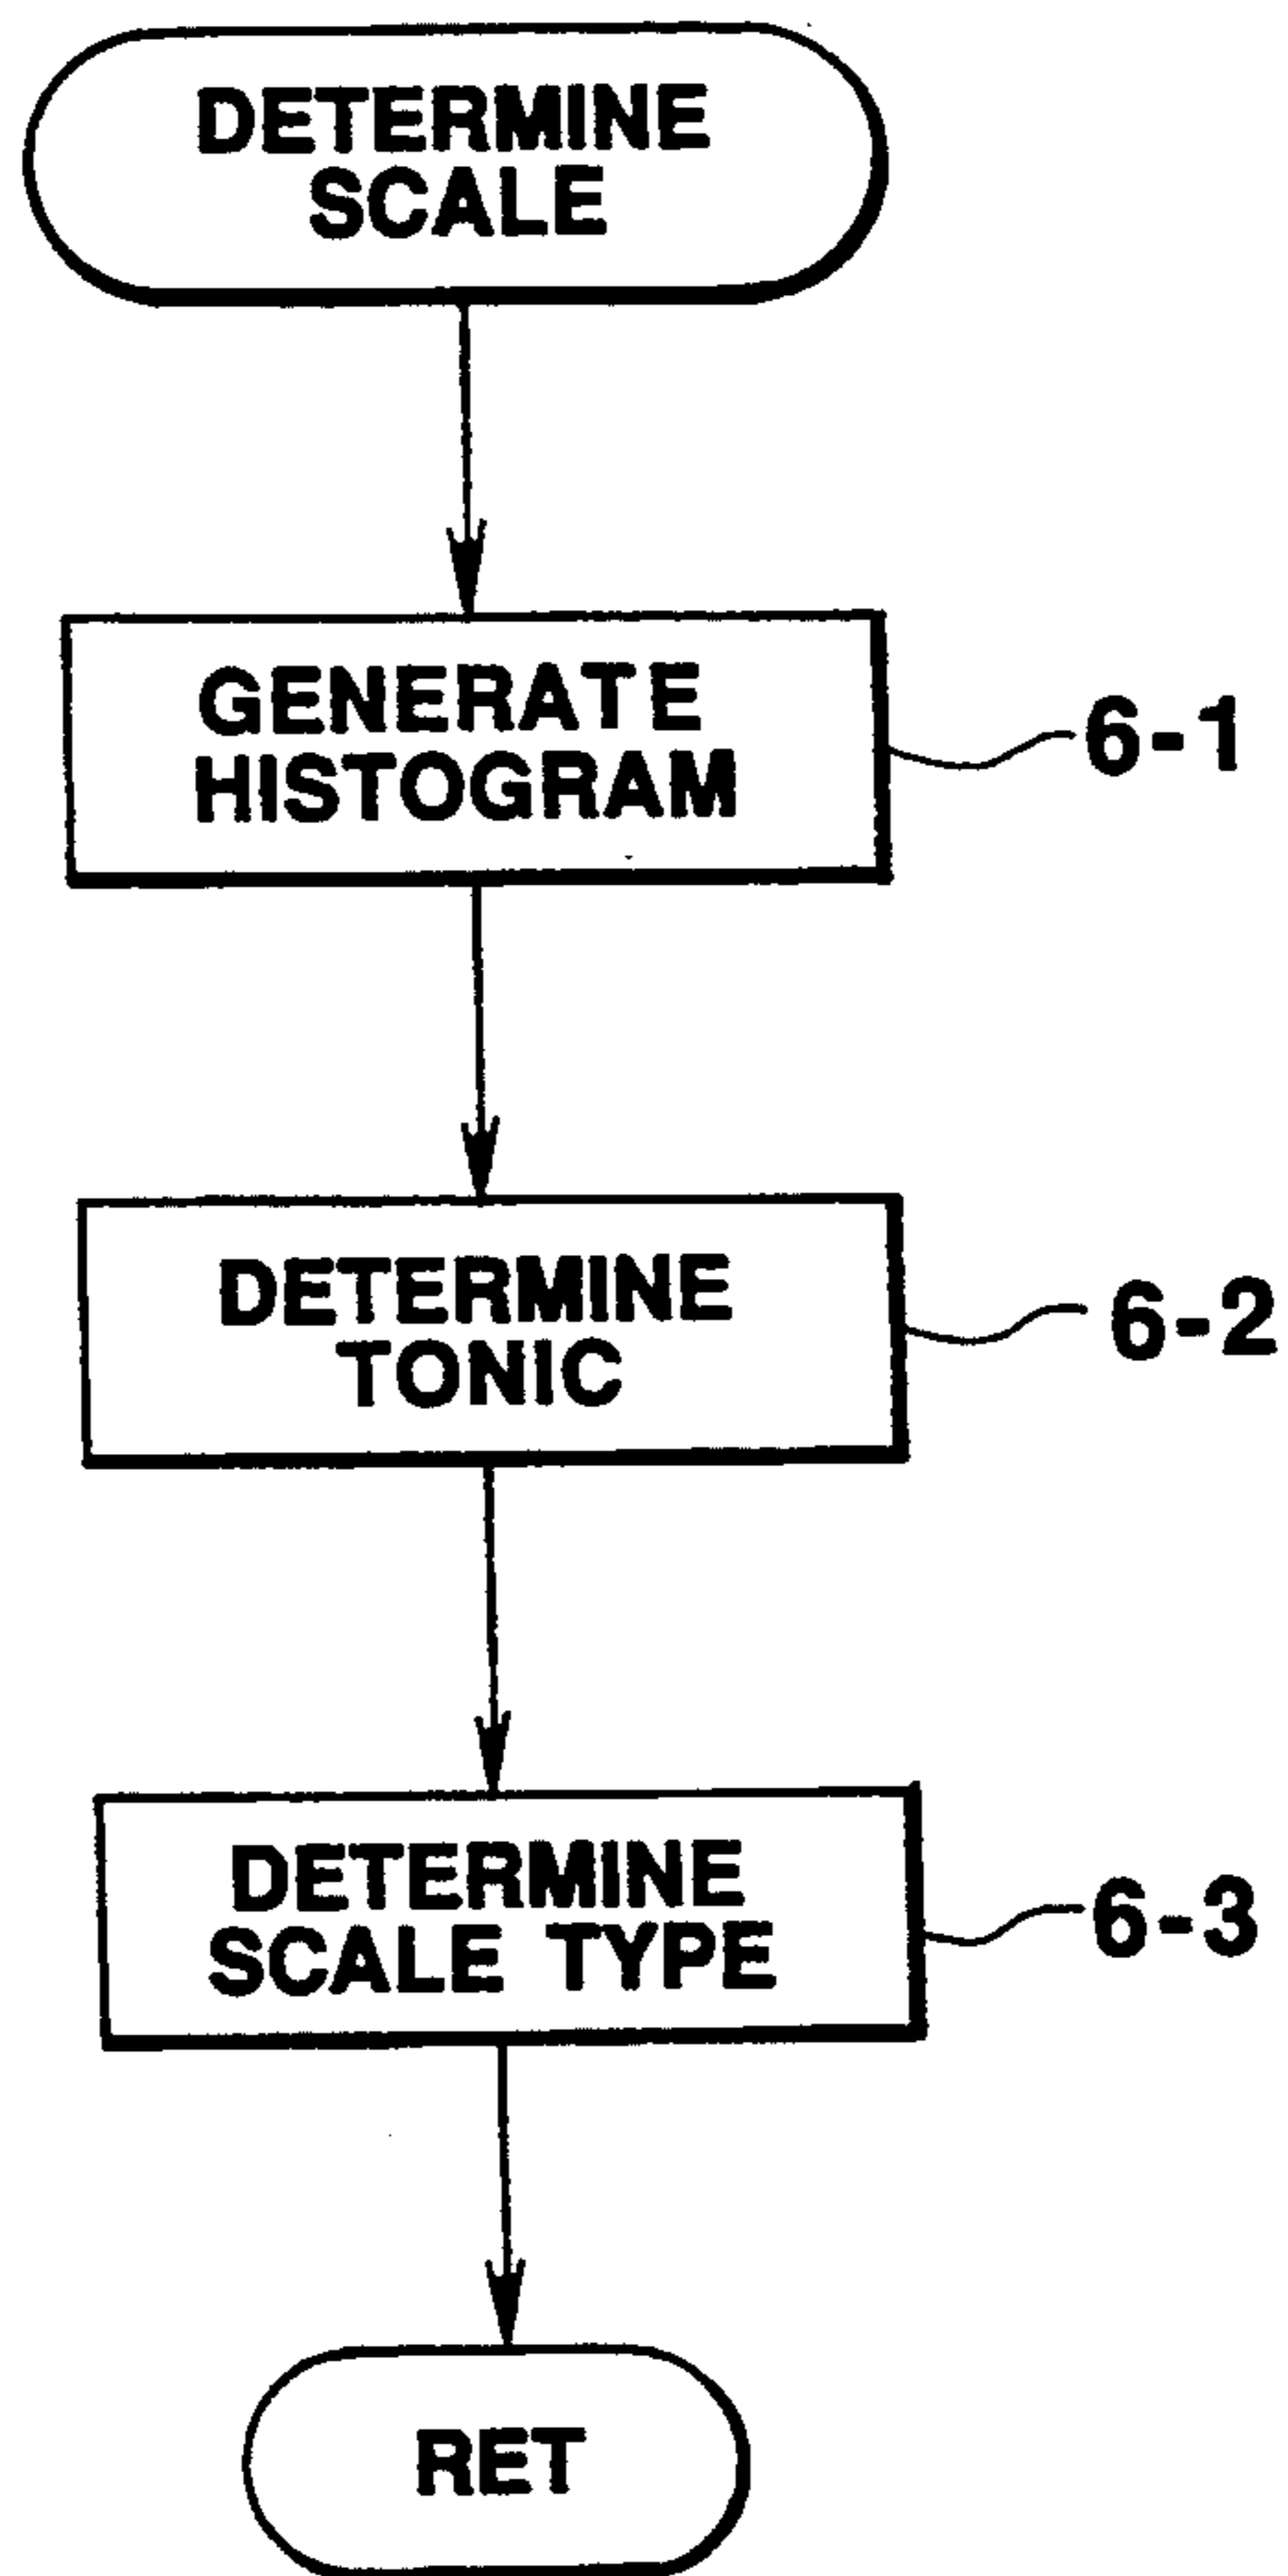 DETERMINE
SCALE
GENERATE
HISTOGRAM
6-1
DETERMINE
TONIC
6-2
DETERMINE
SCALE TYPE
6-3
RET